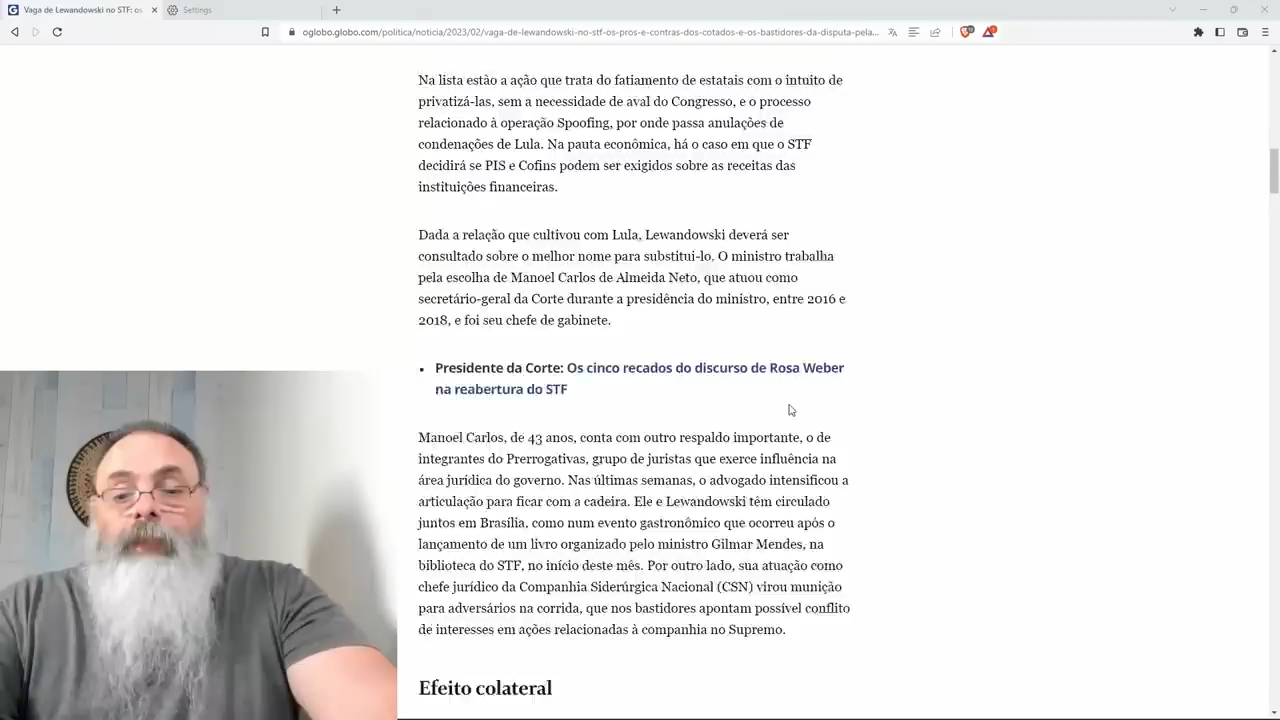 Vaga de Lewandowski no STF: os
Settings
oglobo.globo.com/politica/noticia/2023/02/vaga-de-lewandowski-no-stf-os-pros-e-contras-dos-cotados-e-os-bastidores-da-disputa-pela...
Na lista estão a ação que trata do fatiamento de estatais com o intuito de
privatizá-las, sem a necessidade de aval do Congresso, e o processo
relacionado à operação Spoofing, por onde passa anulações de
condenações de Lula. Na pauta econômica, há o caso em que o STF
decidirá se PIS e Cofins podem ser exigidos sobre as receitas das
instituições financeiras.
Dada a relação que cultivou com Lula, Lewandowski deverá ser
consultado sobre o melhor nome para substitui-lo. O ministro trabalha
pela escolha de Manoel Carlos de Almeida Neto, que atuou como
secretário-geral da Corte durante a presidência do ministro, entre 2016 e
2018, e foi seu chefe de gabinete.
• Presidente da Corte: Os cinco recados do discurso de Rosa Weber
na reabertura do STF
Manoel Carlos, de 43 anos, conta com outro respaldo importante, o de
integrantes do Prerrogativas, grupo de juristas que exerce influência na
área jurídica do governo. Nas últimas semanas, o advogado intensificou a
articulação para ficar com a cadeira. Ele e Lewandowski têm circulado
juntos em Brasília, como num evento gastronômico que ocorreu após o
lançamento de um livro organizado pelo ministro Gilmar Mendes, na
biblioteca do STF, no início deste mês. Por outro lado, sua atuação como
chefe jurídico da Companhia Siderúrgica Nacional (CSN) virou munição
para adversários na corrida, que nos bastidores apontam possível conflito
de interesses em ações relacionadas à companhia no Supremo.
Efeito colateral